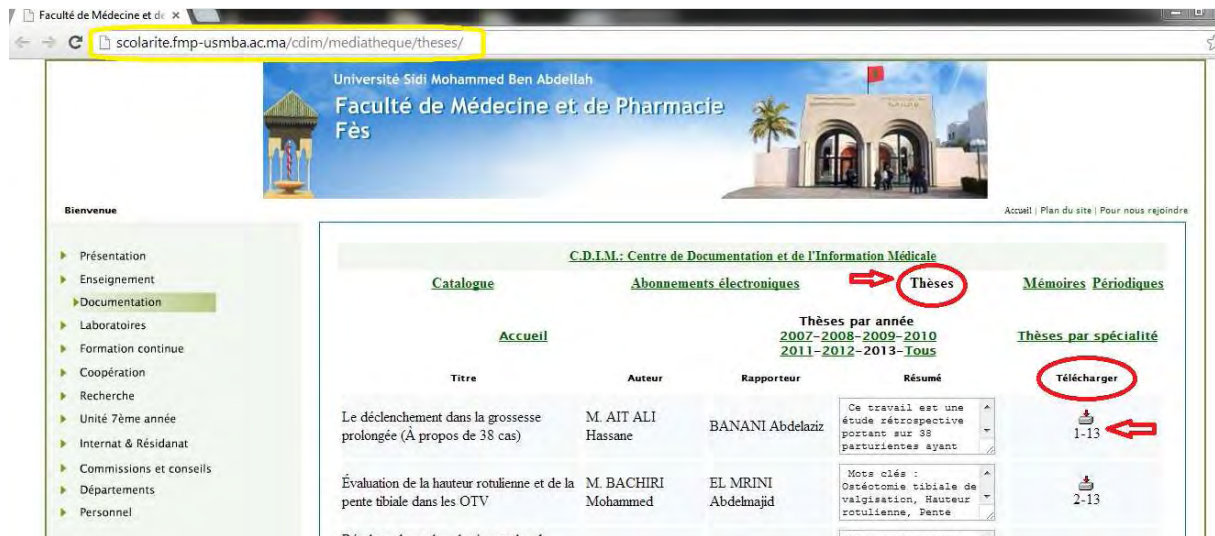 Faculté de Médecine et de
scolarite.fmp-usmba.ac.ma/cdim/mediatheque/theses/
Université Sidi Mohammed Ben Abdellah
Faculté de Médecine et de Pharmacie
Fès
Bienvenue
Accueil | Plan du site | Pour nous rejoindre
Présentation
Enseignement
Documentation
Laboratoires
Formation continue
Coopération
Recherche
Unité 7ème année
Internat & Résidanat
Commissions et conseils
Départements
Personnel
C.D.I.M.: Centre de Documentation et de l'Information Médicale
Catalogue Abonnements électroniques Thèses Mémoires Périodiques
Accueil
Thèses par année
2007-2008-2009-2010
2011-2012-2013-Tous
Thèses par spécialité
Titre Auteur Rapporteur Résumé Télécharger
Le déclenchement dans la grossesse
prolongée (À propos de 38 cas)
M. AIT ALI
Hassane
BANANI Abdelaziz
Ce travail est une
étude rétrospective
portant sur 38
parturientes ayant
1-13
Évaluation de la hauteur rotulienne et de la
pente tibiale dans les OTV
M. BACHIRI
Mohammed
EL MRINI
Abdelmajid
Mots clés :
Ostéctomie tibiale de
valgisation, Hauteur
rotulienne, Pente
2-13